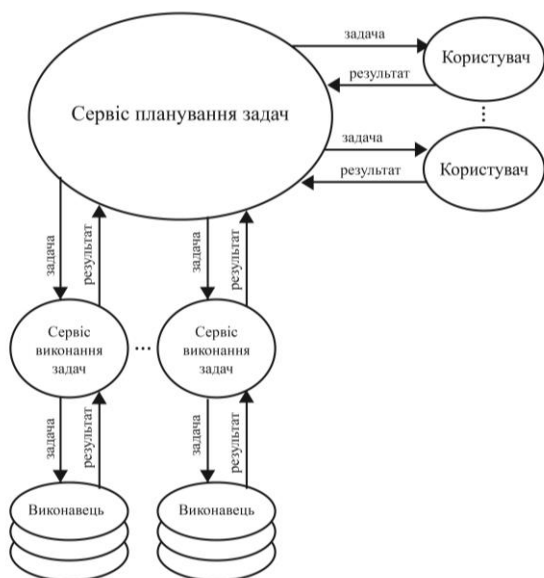 задача
Користувач
результат
Сервіс планування задач
задача
Користувач
результат
задача
результат
задача
результат
Сервіс
виконання
задач
Сервіс
виконання
задач
задача
результат
задача
результат
Виконавець
Виконавець